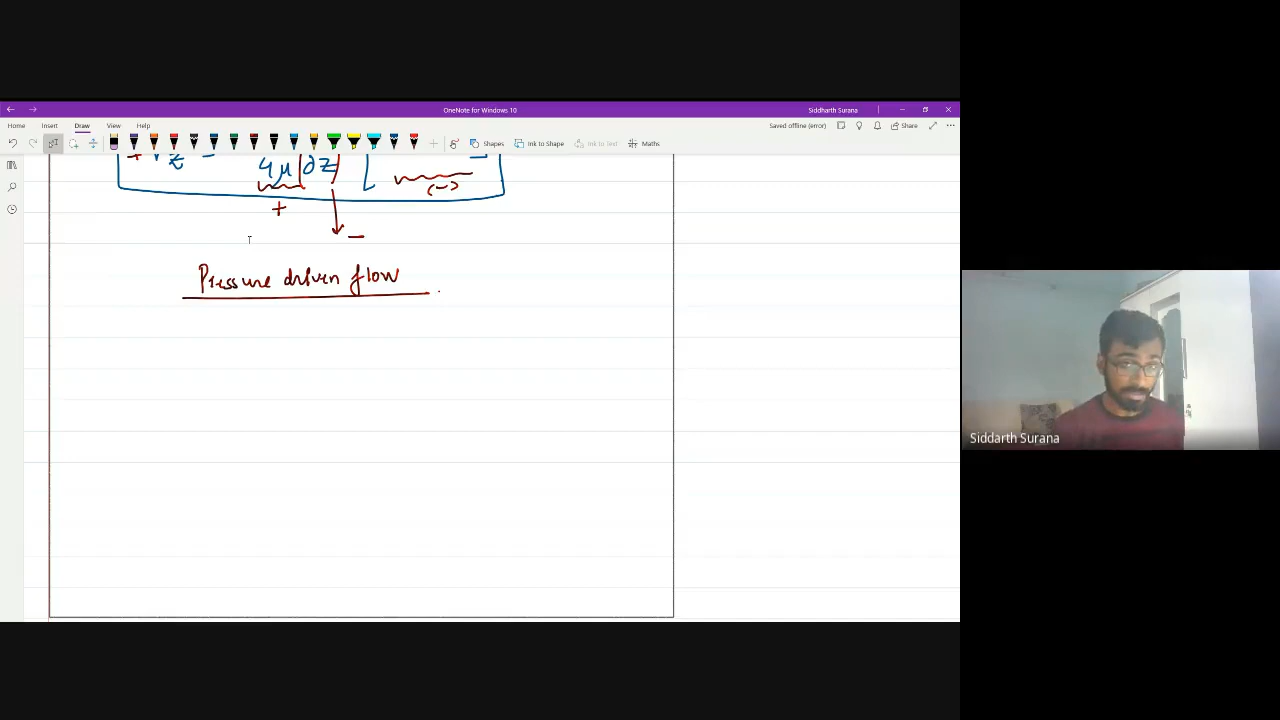 OneNote for Windows 10
Siddharth Surana
Home Insert Draw View Help
Saved offline (error)
Share
Shapes
Ink to Shape
Ink to Text
Maths
+ Vz =
4μ ∂z
(-)
+
-
Pressure driven flow
Siddarth Surana